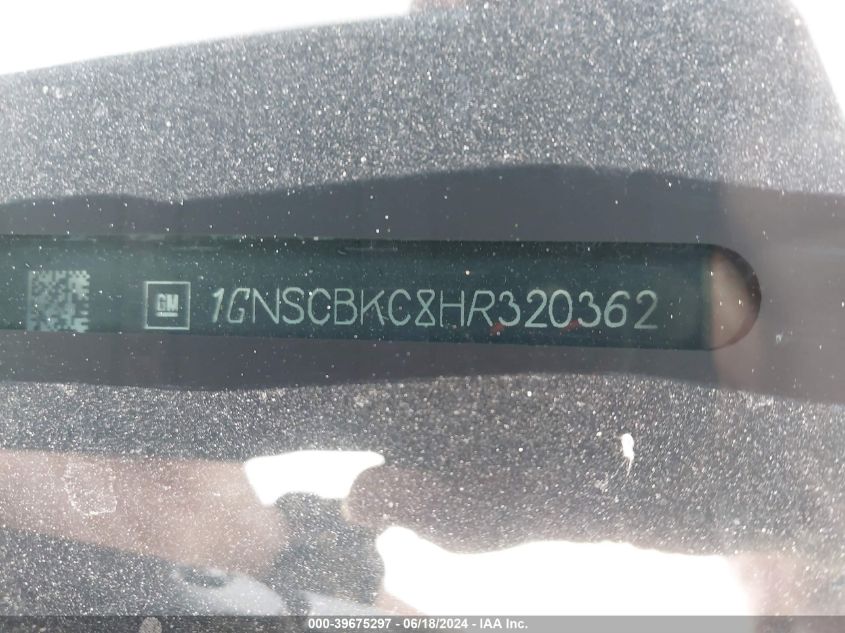 GM 1GNSCBKC8HR320362
000-39675297 - 06/18/2024 - IAA Inc.